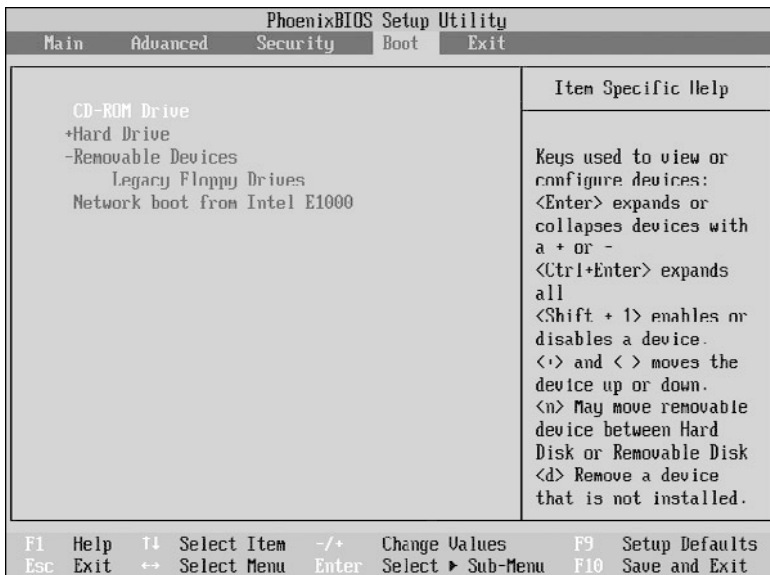 PhoenixBIOS Setup Utility
Main Advanced Security Boot Exit
CD-ROM Drive
+Hard Drive
-Removable Devices
Legacy Floppy Drives
Network boot from Intel E1000
Item Specific Help
Keys used to view or
configure devices:
<Enter> expands or
collapses devices with
a + or -
<Ctrl+Enter> expands
all
<Shift + 1> enables or
disables a device.
<+> and <-> moves the
device up or down.
<n> May move removable
device between Hard
Disk or Removable Disk
<d> Remove a device
that is not installed.
F1 Help ↑↓ Select Item -/+ Change Values F9 Setup Defaults
Esc Exit ↔ Select Menu Enter Select ▶ Sub-Menu F10 Save and Exit